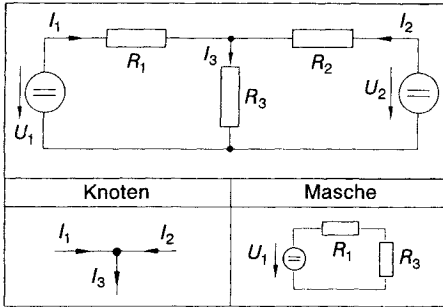 I₁ I₂
R₁ I₃ R₂
U₁ R₃ U₂
Knoten Masche
I₁ I₂
I₃
U₁ R₁ R₃